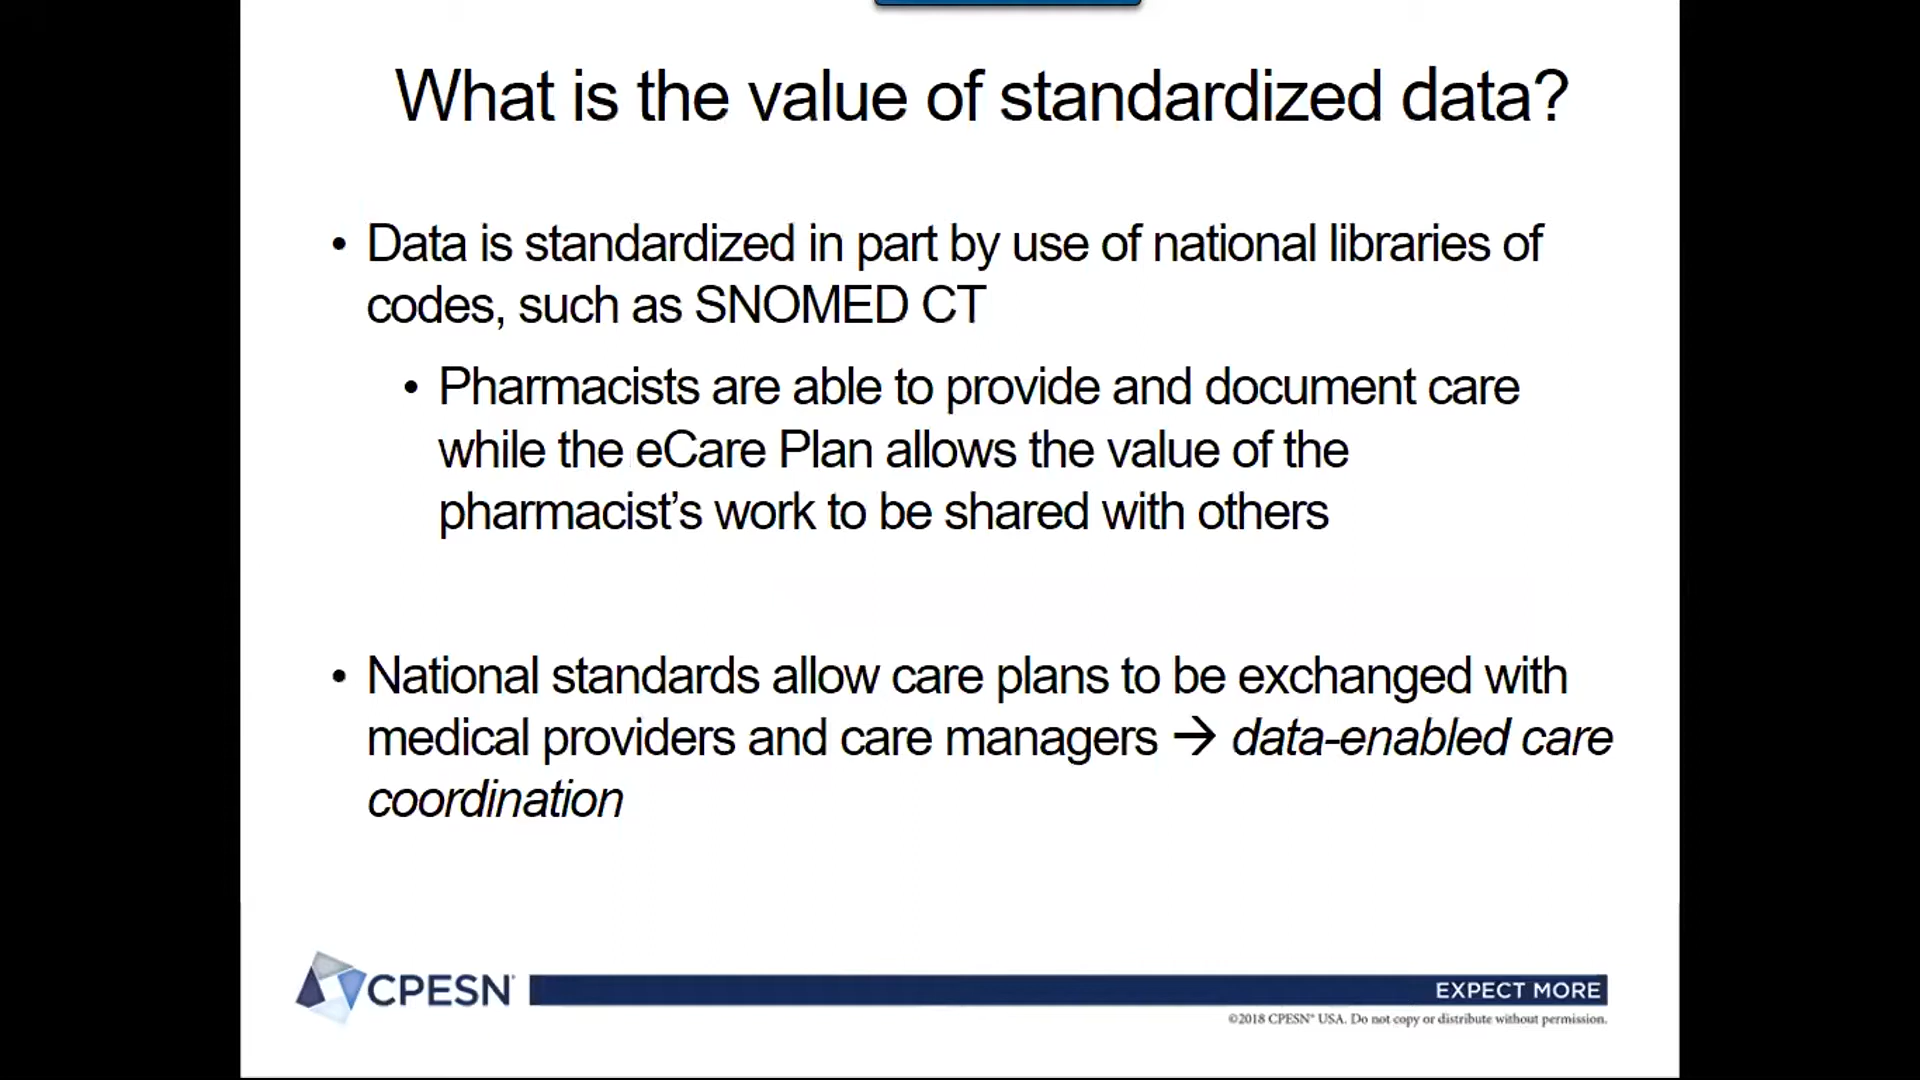 What is the value of standardized data?
• Data is standardized in part by use of national libraries of
codes, such as SNOMED CT
• Pharmacists are able to provide and document care
while the eCare Plan allows the value of the
pharmacist’s work to be shared with others
• National standards allow care plans to be exchanged with
medical providers and care managers → data-enabled care
coordination
CPESN®
EXPECT MORE
©2018 CPESN® USA. Do not copy or distribute without permission.